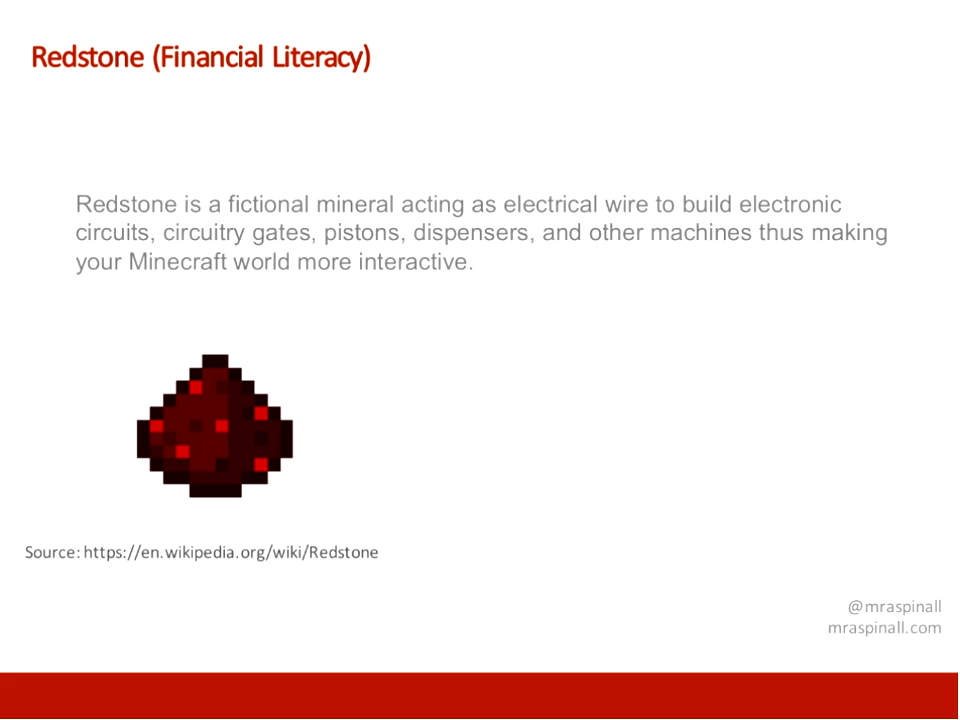 Redstone (Financial Literacy)
Redstone is a fictional mineral acting as electrical wire to build electronic
circuits, circuitry gates, pistons, dispensers, and other machines thus making
your Minecraft world more interactive.
Source: https://en.wikipedia.org/wiki/Redstone
@mraspinall
mraspinall.com